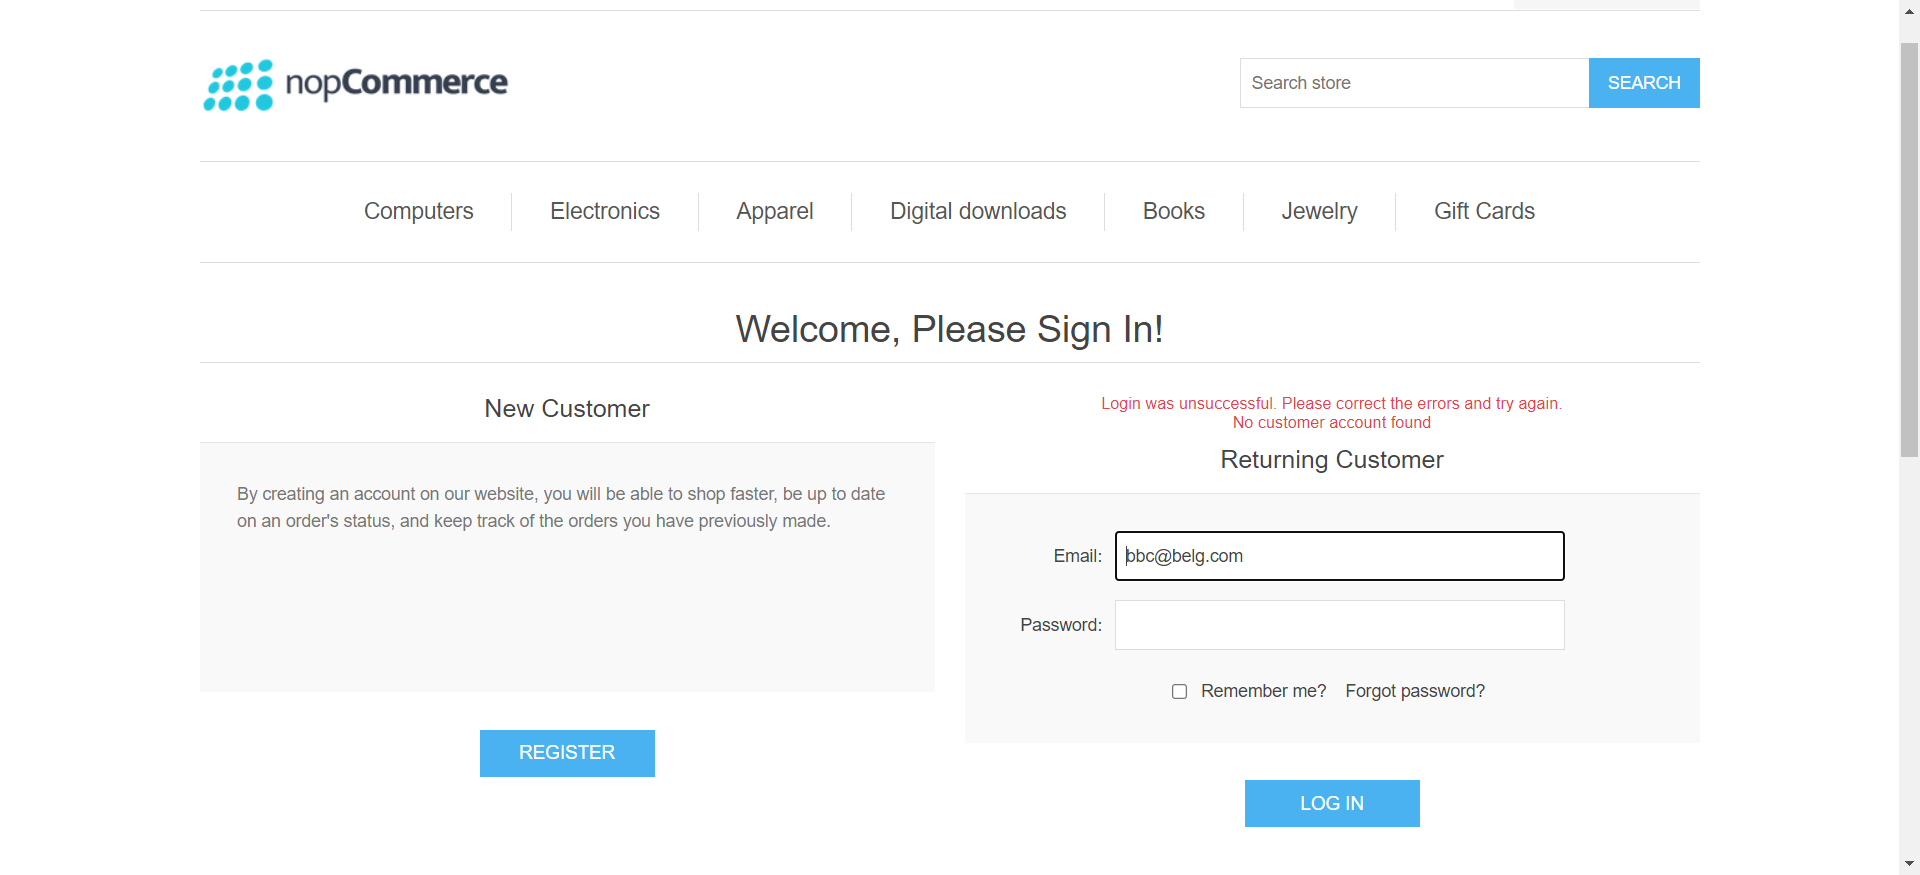 nopCommerce
Search store
SEARCH
Computers
Electronics
Apparel
Digital downloads
Books
Jewelry
Gift Cards
Welcome, Please Sign In!
New Customer
By creating an account on our website, you will be able to shop faster, be up to date
on an order's status, and keep track of the orders you have previously made.
REGISTER
Login was unsuccessful. Please correct the errors and try again.
No customer account found
Returning Customer
Email:
bbc@belg.com
Password:
Remember me?
Forgot password?
LOG IN